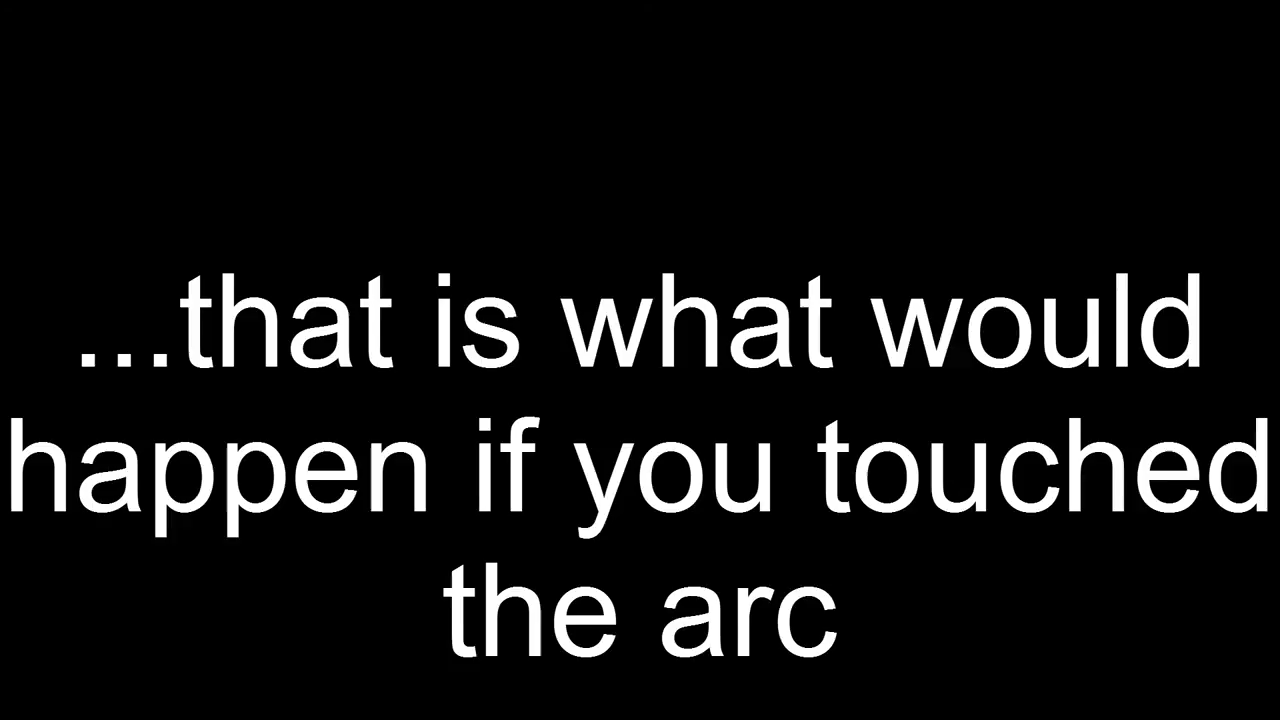 ...that is what would
happen if you touched
the arc